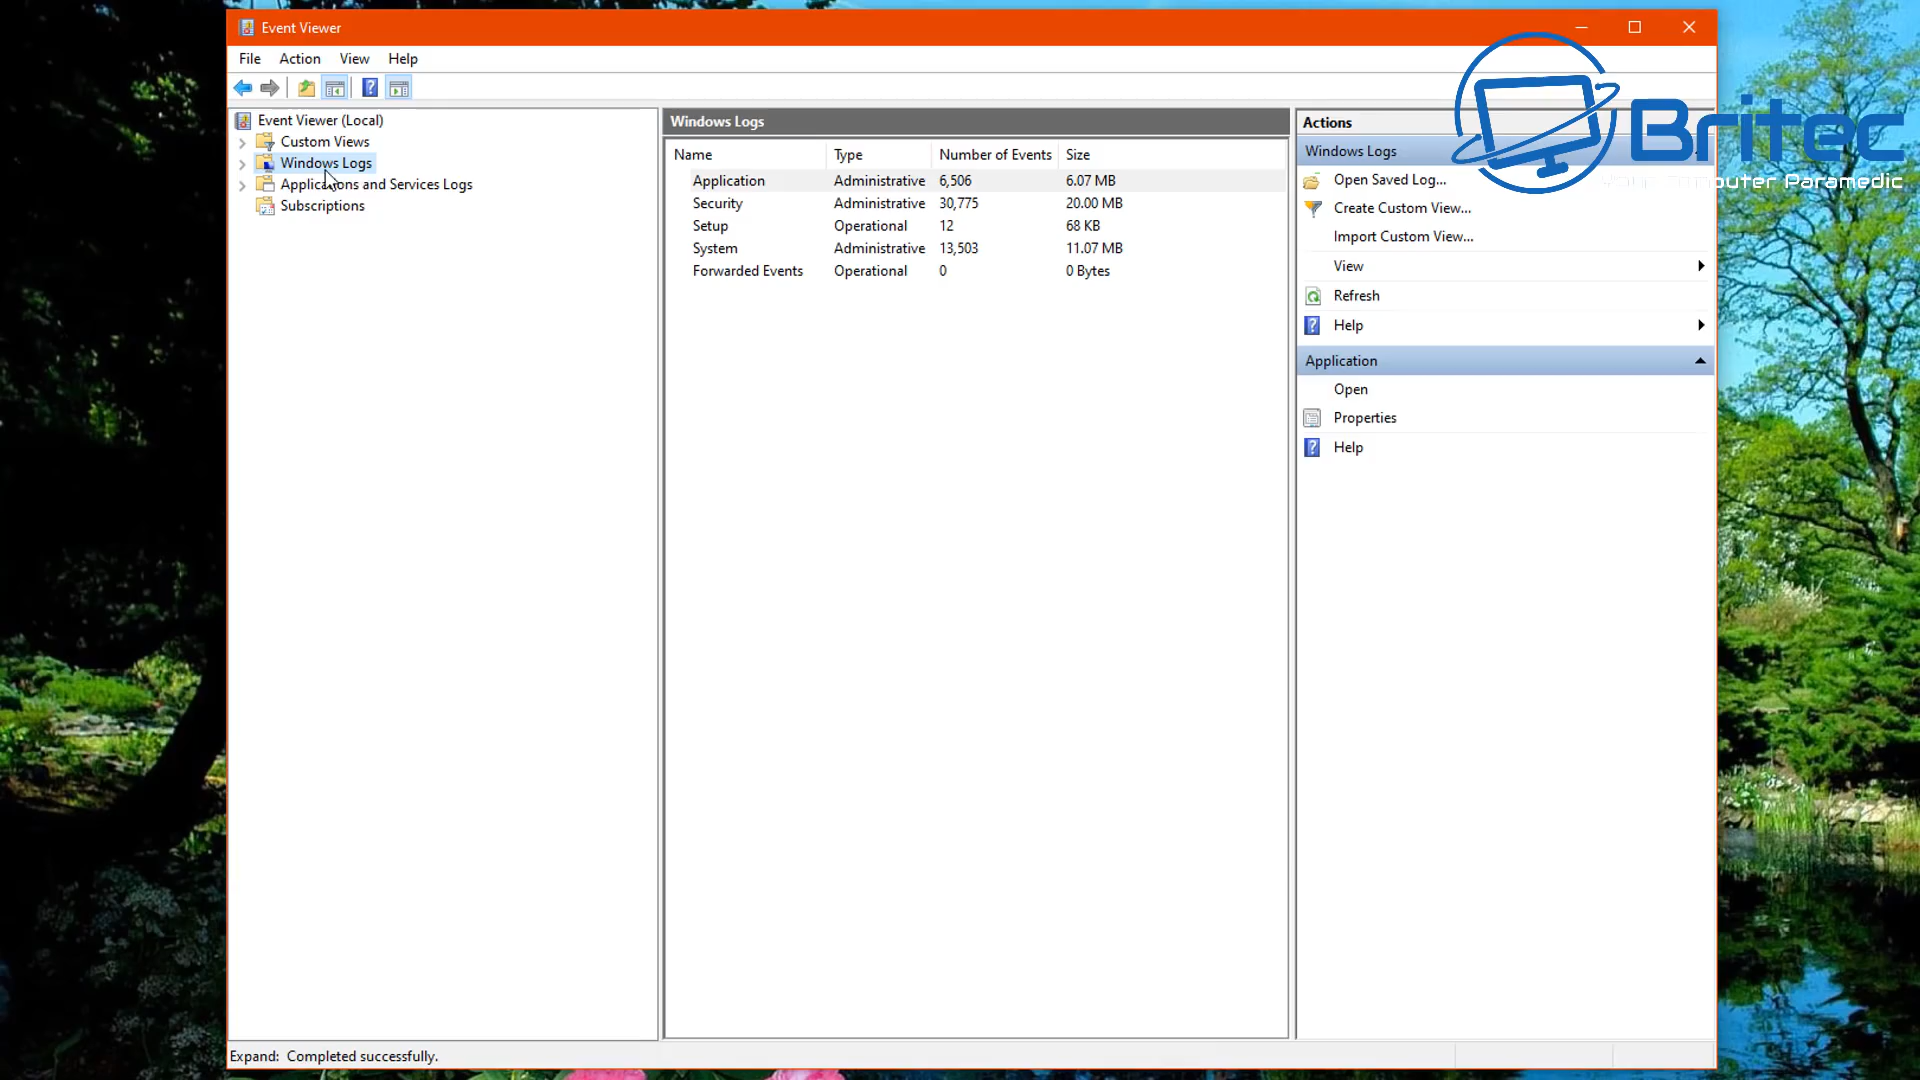 Event Viewer
File Action View Help
Event Viewer (Local)
Custom Views
Windows Logs
Applications and Services Logs
Subscriptions
Windows Logs
Name Type Number of Events Size
Application Administrative 6,506 6.07 MB
Security Administrative 30,775 20.00 MB
Setup Operational 12 68 KB
System Administrative 13,503 11.07 MB
Forwarded Events Operational 0 0 Bytes
Actions
Windows Logs
Open Saved Log...
Create Custom View...
Import Custom View...
View
Refresh
Help
Application
Open
Properties
Help
Britec
Your Computer Paramedic
Expand: Completed successfully.